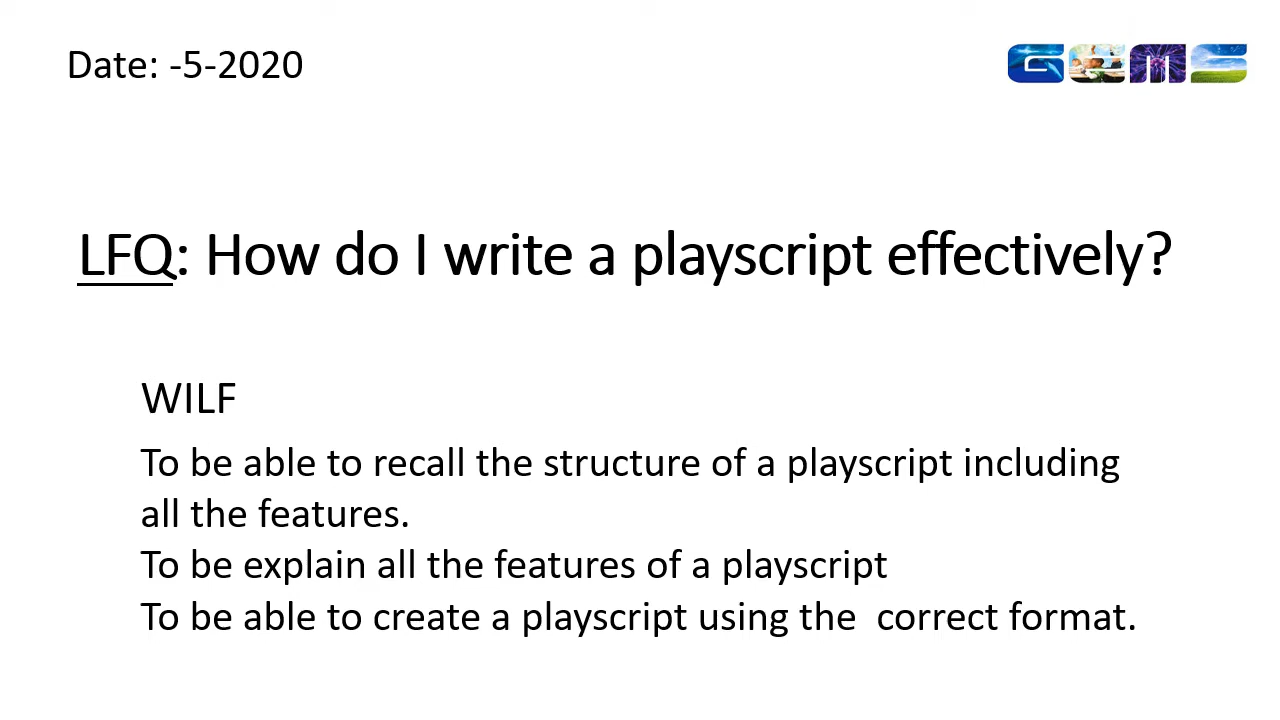 Date: -5-2020
GEMS
LFQ: How do I write a playscript effectively?
WILF
To be able to recall the structure of a playscript including
all the features.
To be explain all the features of a playscript
To be able to create a playscript using the  correct format.